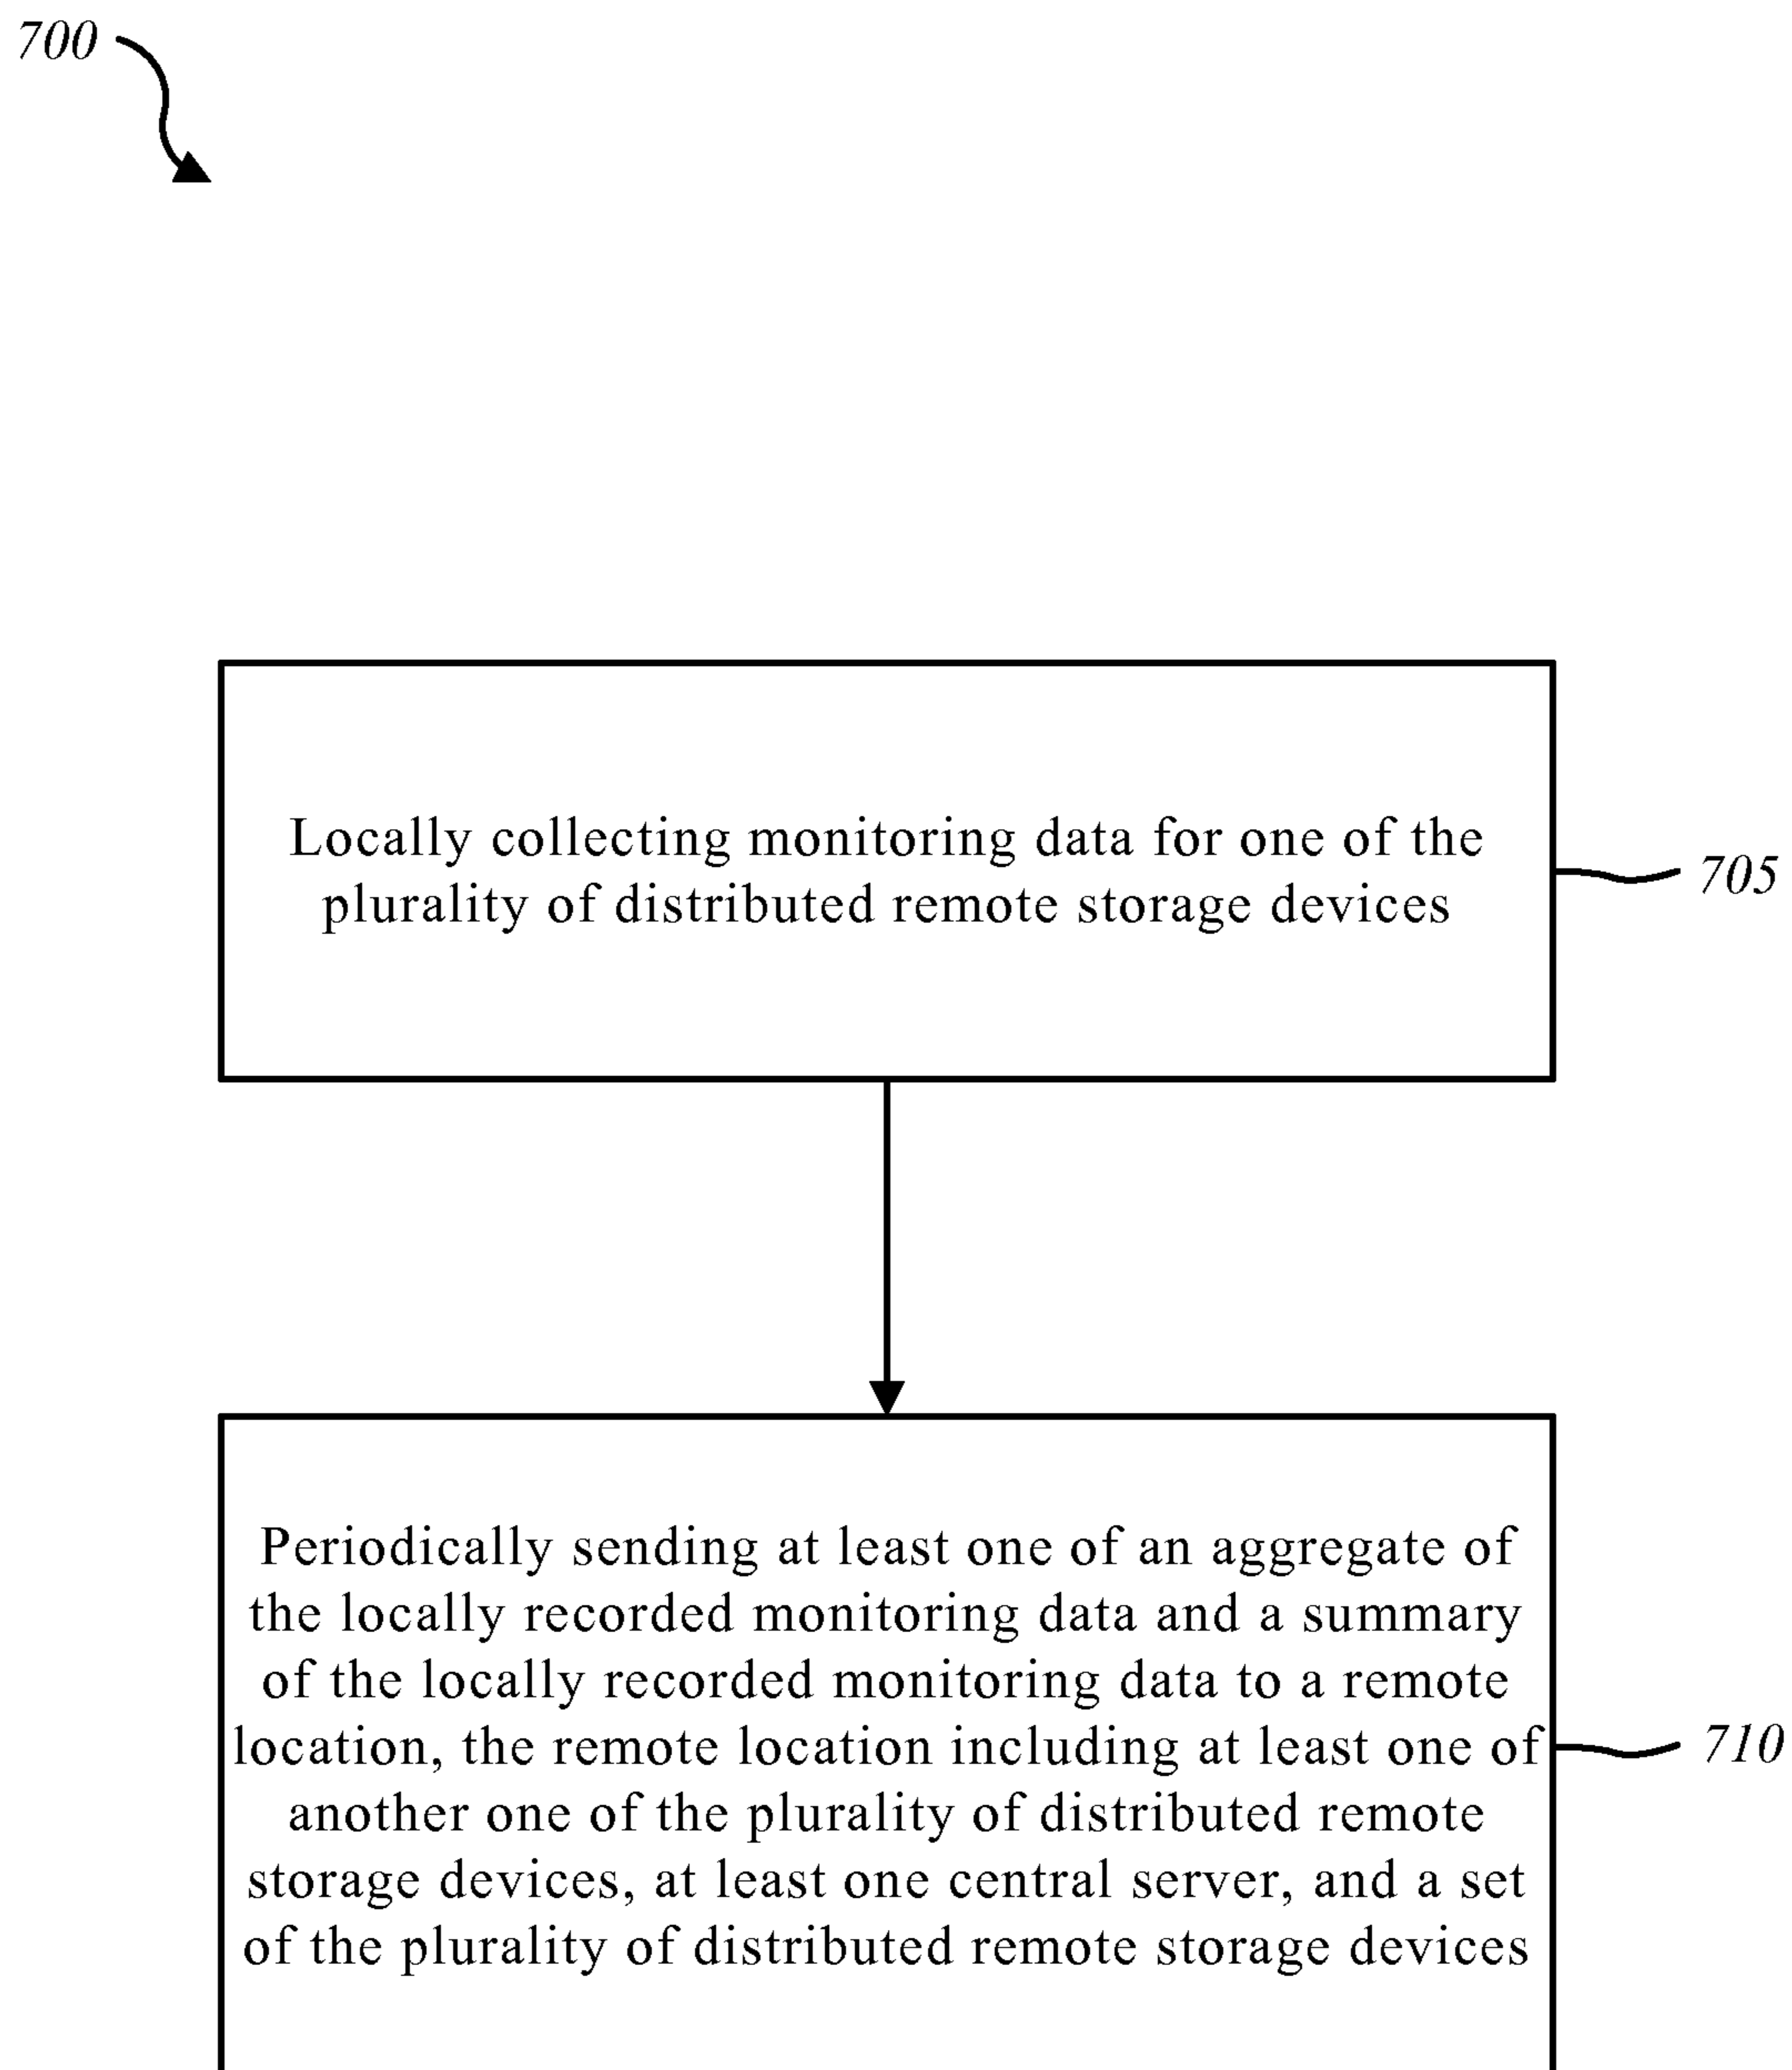 700
Locally collecting monitoring data for one of the
plurality of distributed remote storage devices
705
Periodically sending at least one of an aggregate of
the locally recorded monitoring data and a summary
of the locally recorded monitoring data to a remote
location, the remote location including at least one of
another one of the plurality of distributed remote
storage devices, at least one central server, and a set
of the plurality of distributed remote storage devices
710